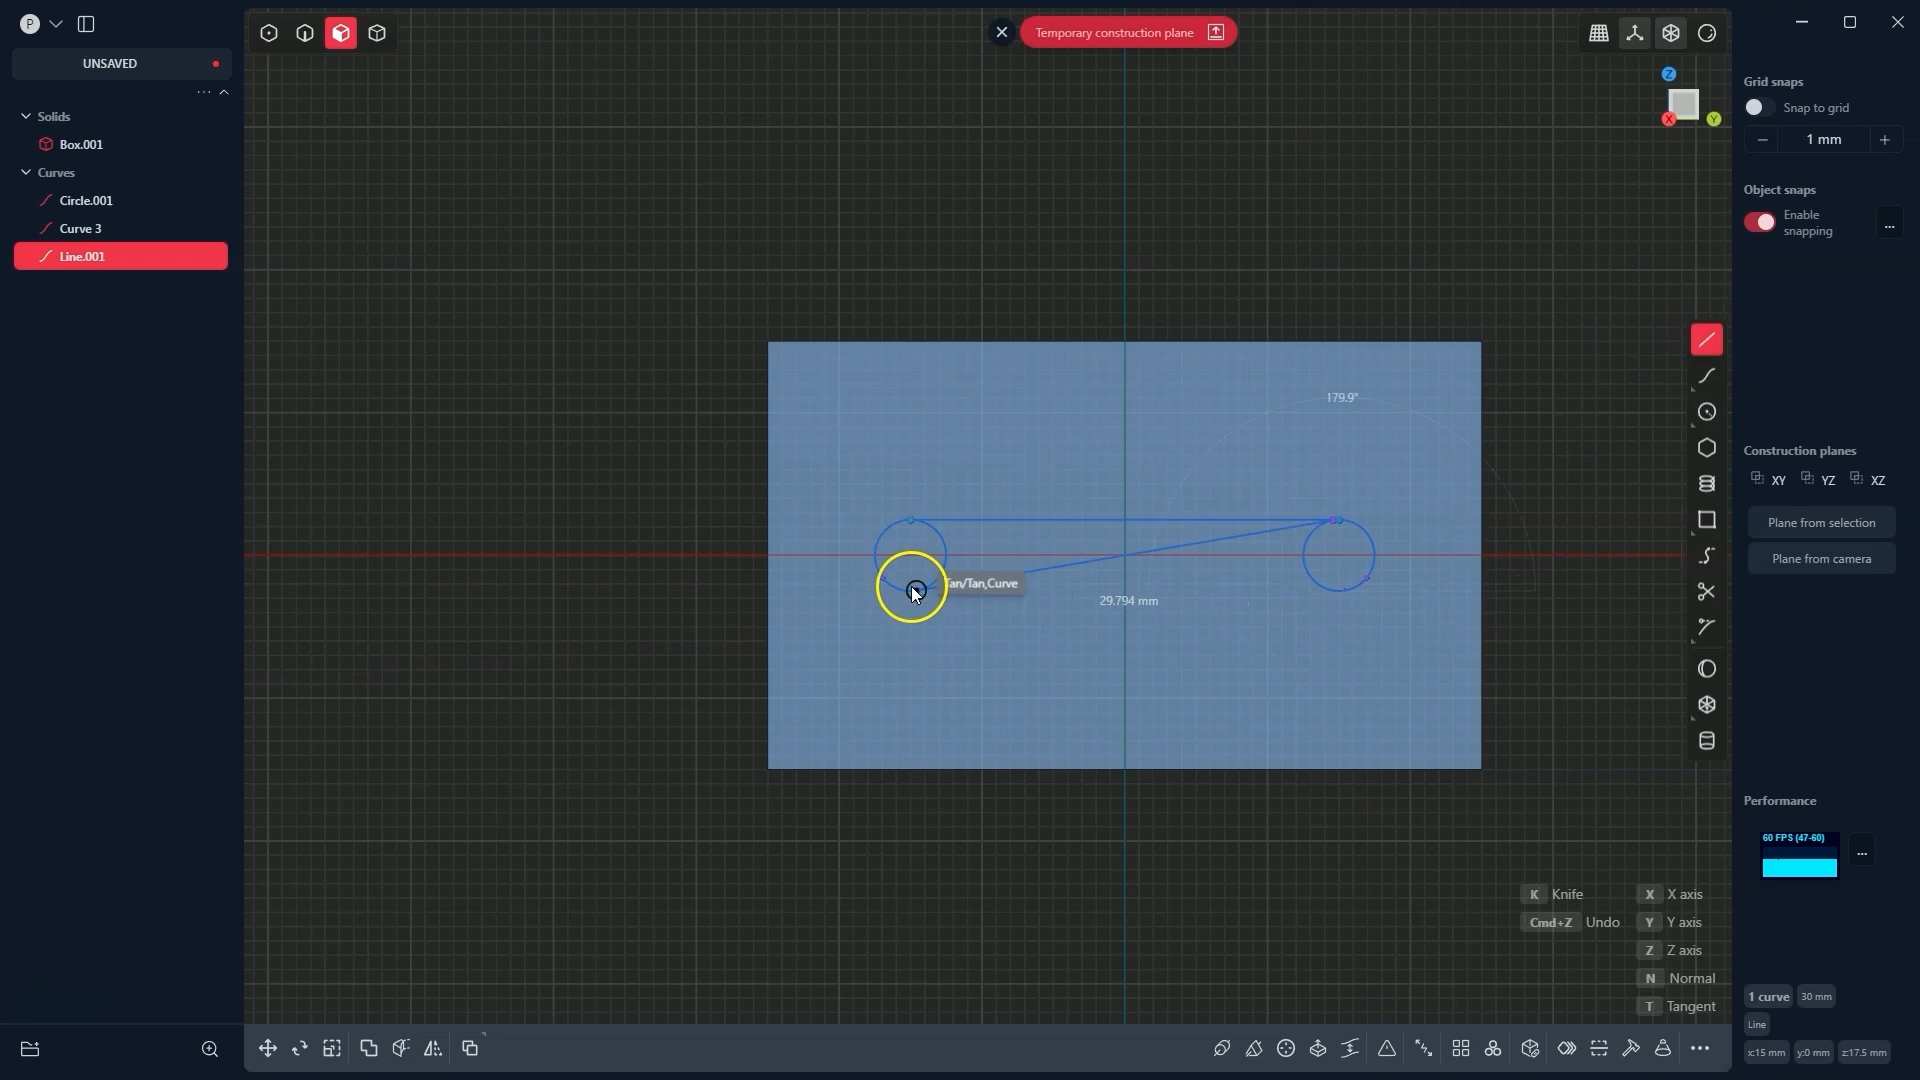 P
UNSAVED
Solids
Box.001
Curves
Circle.001
Curve 3
Line.001
Temporary construction plane
Z
X
Y
Grid snaps
Snap to grid
1 mm
Object snaps
Enable
snapping
179.9°
Tan/Tan,Curve
29.794 mm
Construction planes
XY YZ XZ
Plane from selection
Plane from camera
Performance
60 FPS (47-60)
K Knife X X axis
Cmd+Z Undo Y Y axis
Z Z axis
N Normal
T Tangent
1 curve 30 mm
Line
x:15 mm y:0 mm z:17.5 mm